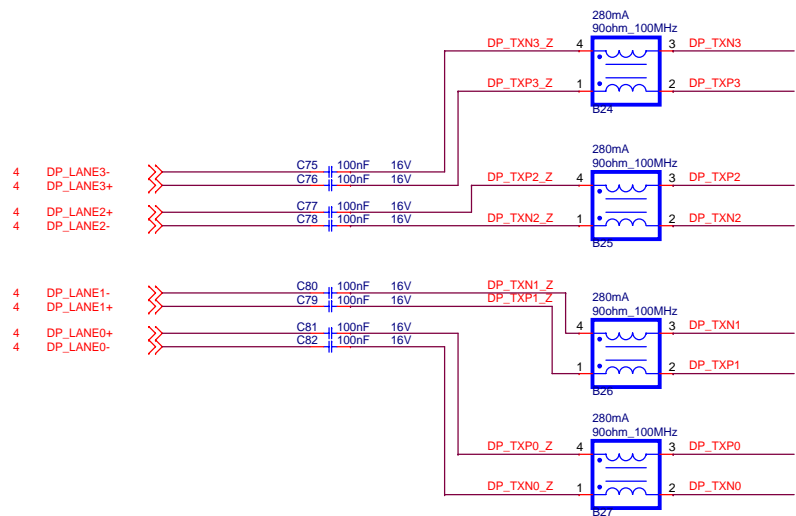 280mA
90ohm_100MHz
DP_TXN3_Z 4 3 DP_TXN3
DP_TXP3_Z 1 2 DP_TXP3
B24
280mA
90ohm_100MHz
4 DP_LANE3- C75 100nF 16V
4 DP_LANE3+ C76 100nF 16V
DP_TXP2_Z 4 3 DP_TXP2
4 DP_LANE2+ C77 100nF 16V
4 DP_LANE2- C78 100nF 16V DP_TXN2_Z 1 2 DP_TXN2
B25
4 DP_LANE1- C80 100nF 16V DP_TXN1_Z
4 DP_LANE1+ C79 100nF 16V DP_TXP1_Z
280mA
90ohm_100MHz
4 DP_LANE0+ C81 100nF 16V 4 3 DP_TXN1
4 DP_LANE0- C82 100nF 16V
1 2 DP_TXP1
B26
280mA
90ohm_100MHz
DP_TXP0_Z 4 3 DP_TXP0
DP_TXN0_Z 1 2 DP_TXN0
B27